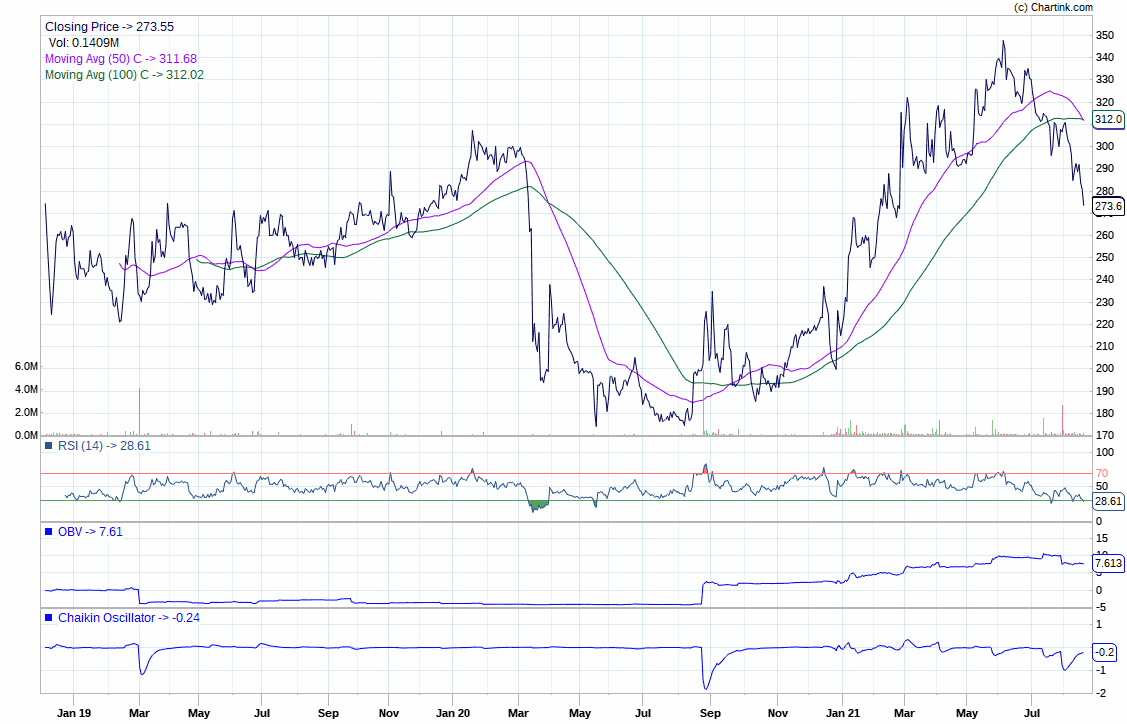 (c) Chartink.com
Closing Price -> 273.55
Vol: 0.1409M
Moving Avg (50) C -> 311.68
Moving Avg (100) C -> 312.02
350
340
330
320
312.0
300
290
280
273.6
260
250
240
230
220
210
200
190
180
170
6.0M
4.0M
2.0M
0.0M
RSI (14) -> 28.61
100
70
50
28.61
0
OBV -> 7.61
15
10
7.613
5
0
-5
Chaikin Oscillator -> -0.24
1
-0.2
-1
-2
Jan 19 Mar May Jul Sep Nov Jan 20 Mar May Jul Sep Nov Jan 21 Mar May Jul